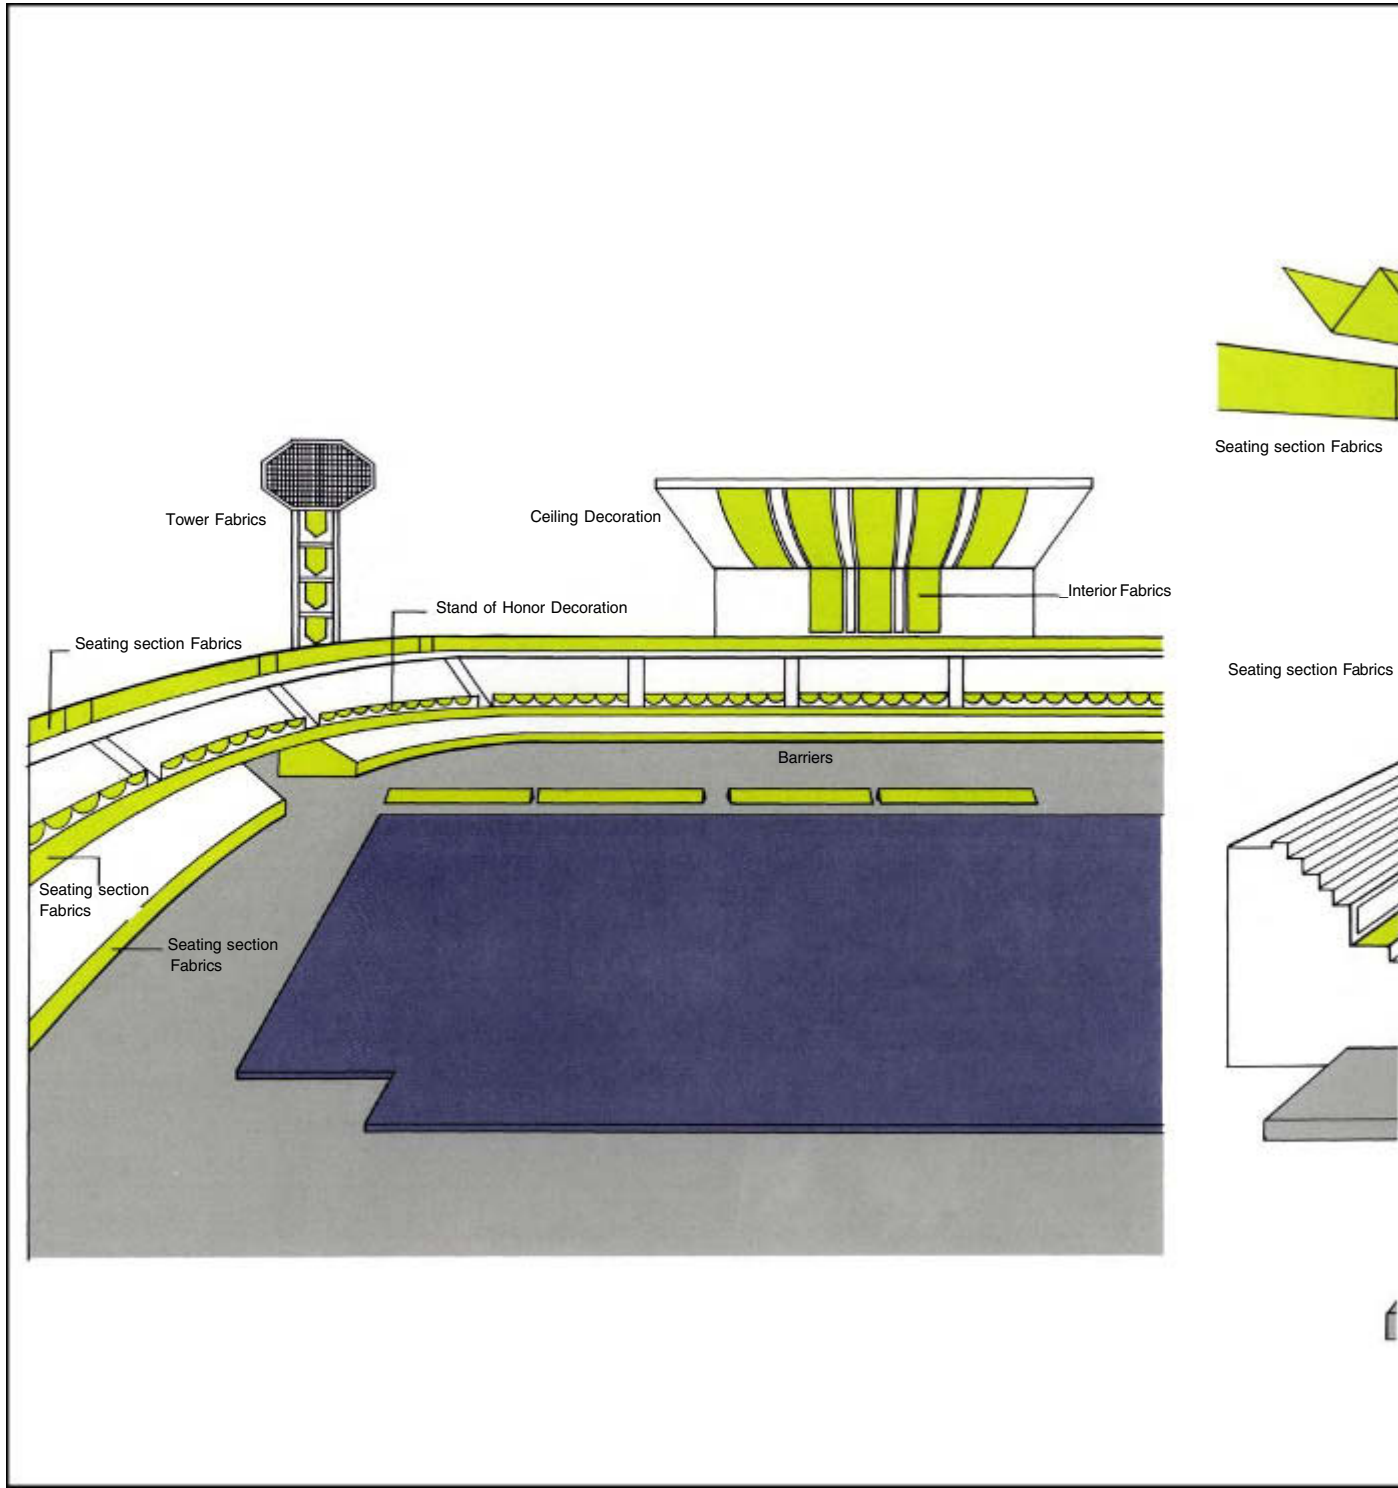 Seating section Fabrics
Tower Fabrics
Ceiling Decoration
Interior Fabrics
Stand of Honor Decoration
Seating section Fabrics
Seating section Fabrics
Barriers
Seating section
Fabrics
Seating section
Fabrics